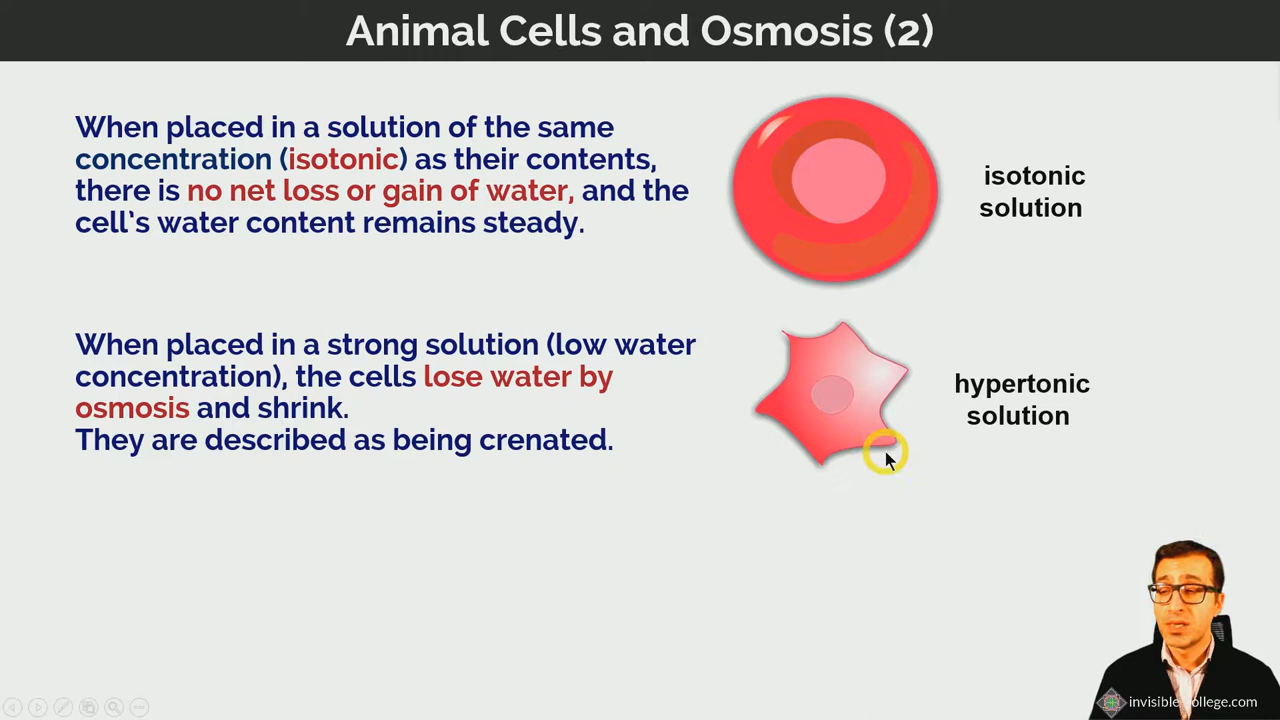 Animal Cells and Osmosis (2)
When placed in a solution of the same
concentration (isotonic) as their contents,
there is no net loss or gain of water, and the
cell's water content remains steady.
isotonic
solution
When placed in a strong solution (low water
concentration), the cells lose water by
osmosis and shrink.
They are described as being crenated.
hypertonic
solution
invisible-college.com